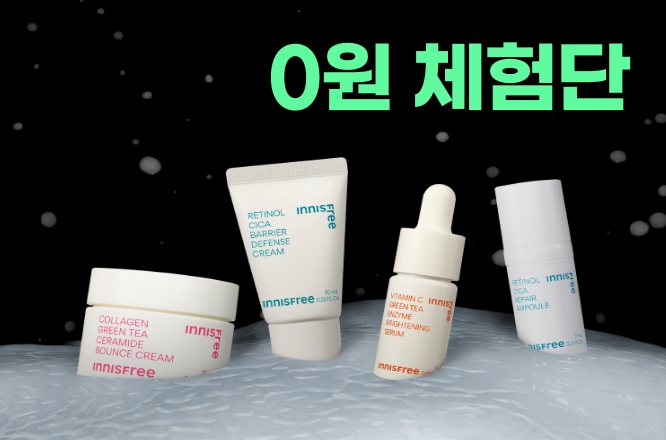 0원 체험단
COLLAGEN
GREEN TEA
CERAMIDE
BOUNCE CREAM
innisfree
innisfree
RETINOL
CICA
BARRIER
DEFENSE
CREAM
innisfree
innisfree
VITAMIN C
GREEN TEA
ENZYME
BRIGHTENING
SERUM
innisfree
innisfree
RETINOL
CICA
REPAIR
AMPOULE
innisfree
innisfree